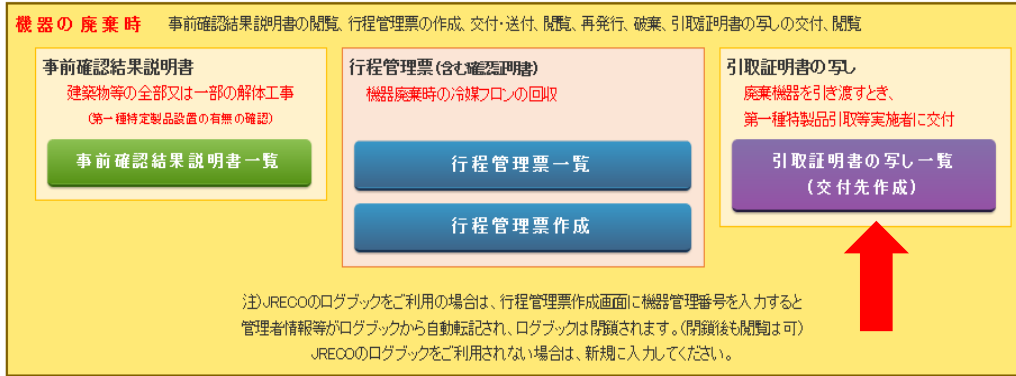 機器の廃棄時 事前確認結果説明書の閲覧、行程管理票の作成、交付・送付、閲覧、再発行、破棄、引取証明書の写しの交付、閲覧
事前確認結果説明書
建築物等の全部又は一部の解体工事
(第一種特定製品設置の有無の確認)
事前確認結果説明書一覧
行程管理票(含む確認証明書)
機器廃棄時の冷媒フロンの回収
行程管理票一覧
行程管理票作成
引取証明書の写し
廃棄機器を引き渡すとき、
第一種特製品引取等実施者に交付
引取証明書の写し一覧
(交付先作成)
注)JRECOのログブックをご利用の場合は、行程管理票作成画面に機器管理番号を入力すると
管理者情報等がログブックから自動転記され、ログブックは閉鎖されます。(閉鎖後も閲覧は可)
JRECOのログブックをご利用されない場合は、新規に入力してください。